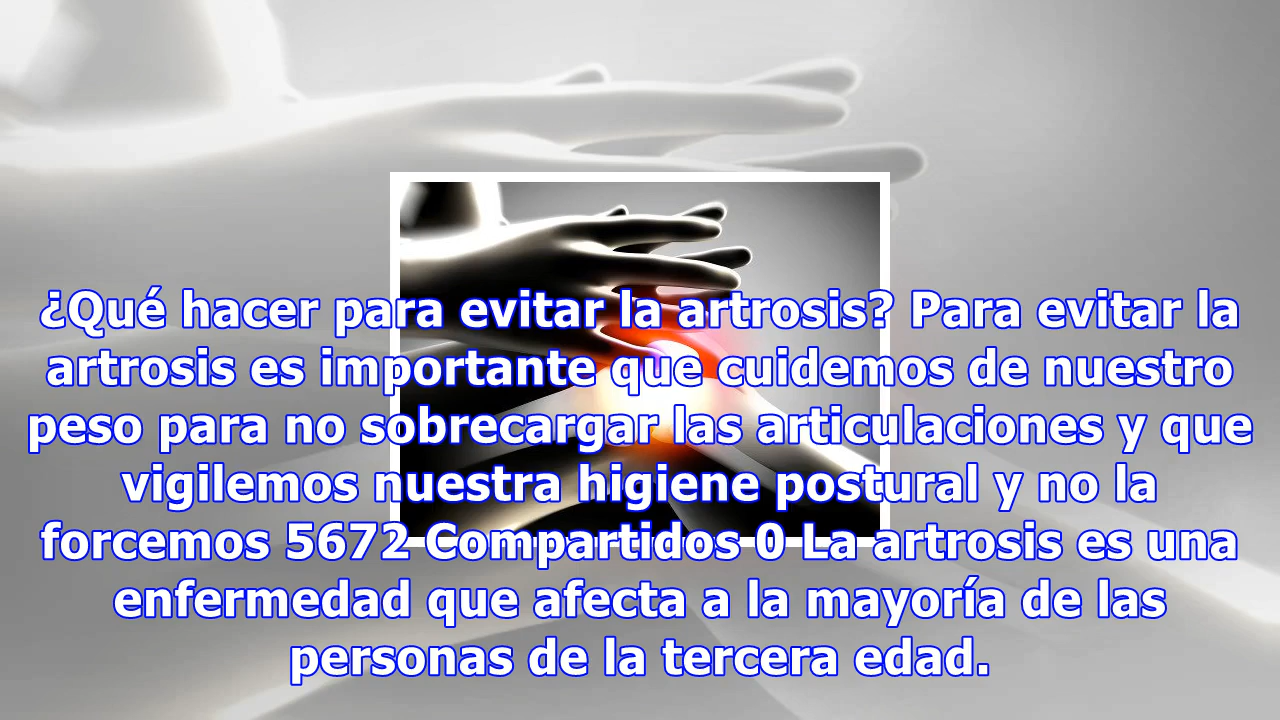 ¿Qué hacer para evitar la artrosis? Para evitar la
artrosis es importante que cuidemos de nuestro
peso para no sobrecargar las articulaciones y que
vigilemos nuestra higiene postural y no la
forcemos 5672 Compartidos 0 La artrosis es una
enfermedad que afecta a la mayoría de las
personas de la tercera edad.